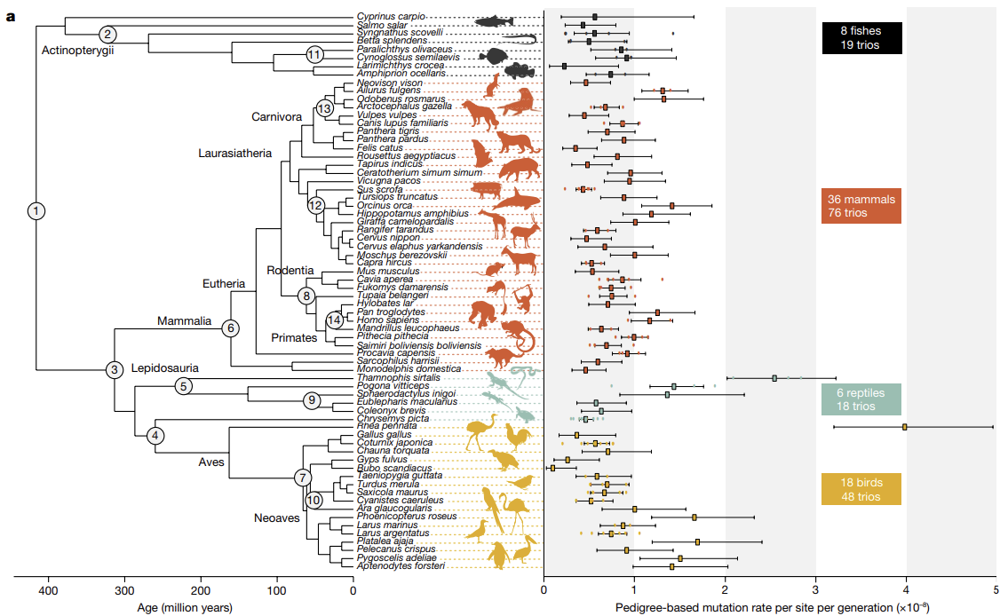 a
Cyprinus carpio
Salmo salar
Syngnathus scovelli
Betta splendens
Paralichthys olivaceus
Cynoglossus semilaevis
Larimichthys crocea
Amphiprion ocellaris
Neovison vison
Ailurus fulgens
Odobenus rosmarus
Arctocephalus gazella
Vulpes vulpes
Canis lupus familiaris
Panthera tigris
Panthera pardus
Felis catus
Rousettus aegyptiacus
Tapirus indicus
Ceratotherium simum simum
Vicugna pacos
Sus scrofa
Tursiops truncatus
Orcinus orca
Hippopotamus amphibius
Giraffa camelopardalis
Rangifer tarandus
Cervus nippon
Cervus elaphus yarkandensis
Moschus berezovskii
Capra hircus
Mus musculus
Cavia aperea
Fukomys damarensis
Tupaia belangeri
Hylobates lar
Pan troglodytes
Homo sapiens
Mandrillus leucophaeus
Pithecia pithecia
Saimiri boliviensis boliviensis
Procavia capensis
Sarcophilus harrisii
Monodelphis domestica
Thamnophis sirtalis
Pogona vitticeps
Sphaerodactylus inigoi
Eublepharis macularius
Coleonyx brevis
Chrysemys picta
Rhea pennata
Gallus gallus
Coturnix japonica
Chauna torquata
Gyps fulvus
Bubo scandiacus
Taeniopygia guttata
Turdus merula
Saxicola maurus
Cyanistes caeruleus
Ara glaucogularis
Phoenicopterus roseus
Larus marinus
Larus argentatus
Platalea ajaja
Pelecanus crispus
Pygoscelis adeliae
Aptenodytes forsteri
2
Actinopterygii
11
13
Carnivora
Laurasiatheria
1
12
Rodentia
Eutheria
8
14
Mammalia
6
Primates
Lepidosauria
3
5
9
4
Aves
7
10
Neoaves
8 fishes
19 trios
36 mammals
76 trios
6 reptiles
18 trios
18 birds
48 trios
400 300 200 100 0
Age (million years)
0 1 2 3 4 5
Pedigree-based mutation rate per site per generation (×10⁻⁸)